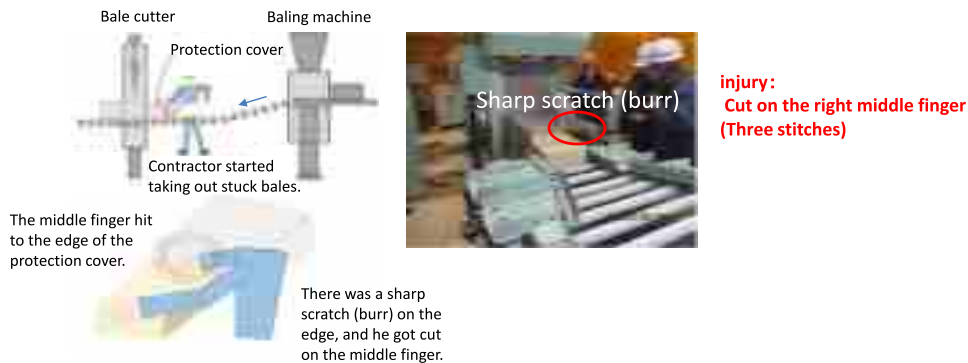 Bale cutter
Baling machine
Protection cover
Contractor started
taking out stuck bales.
The middle finger hit
to the edge of the
protection cover.
There was a sharp
scratch (burr) on the
edge, and he got cut
on the middle finger.
Sharp scratch (burr)
injury：
Cut on the right middle finger
(Three stitches)